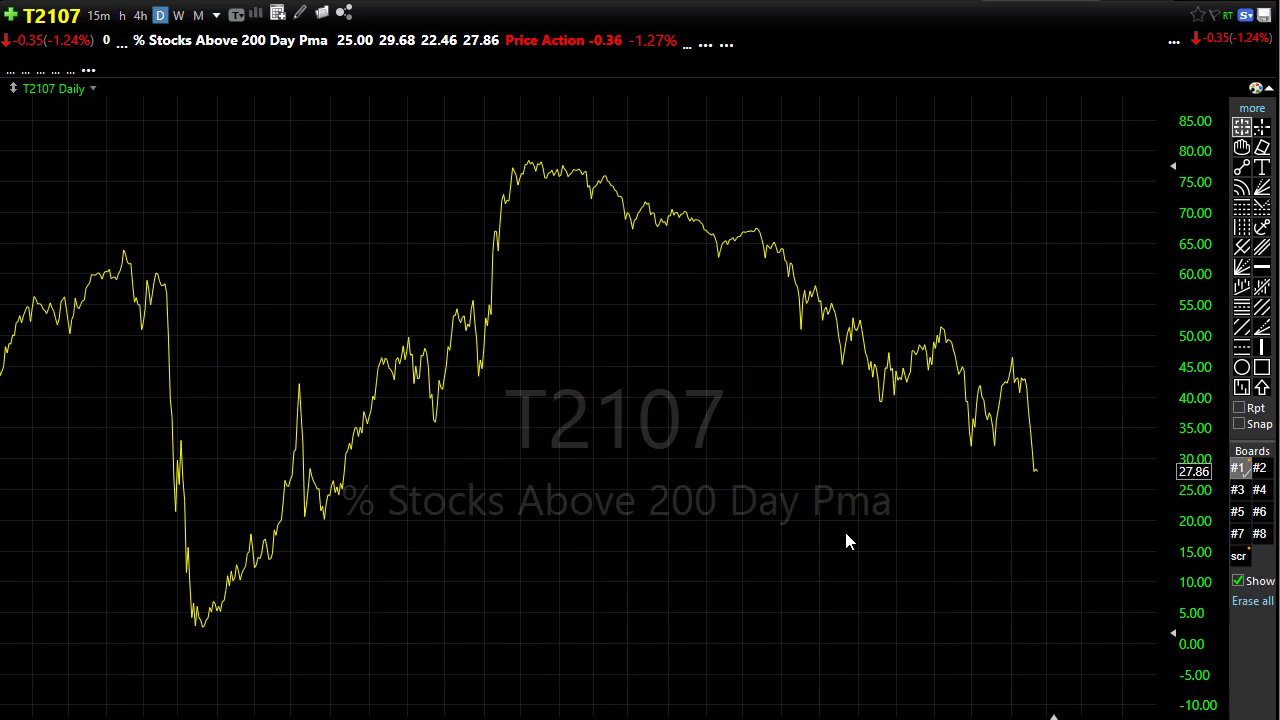 T2107 15m h 4h D W M T RT S
-0.35(-1.24%) 0 ... % Stocks Above 200 Day Pma 25.00 29.68 22.46 27.86 Price Action -0.36 -1.27% ... ... ... ... -0.35(-1.24%)
... ... ... ... ... ...
T2107 Daily
more
85.00
80.00
75.00
70.00
65.00
60.00
55.00
50.00
45.00
40.00
35.00
30.00
27.86
25.00
20.00
15.00
10.00
5.00
0.00
-5.00
-10.00
T2107
% Stocks Above 200 Day Pma
T
Rpt
Snap
Boards
#1 #2
#3 #4
#5 #6
#7 #8
scr
Show
Erase all